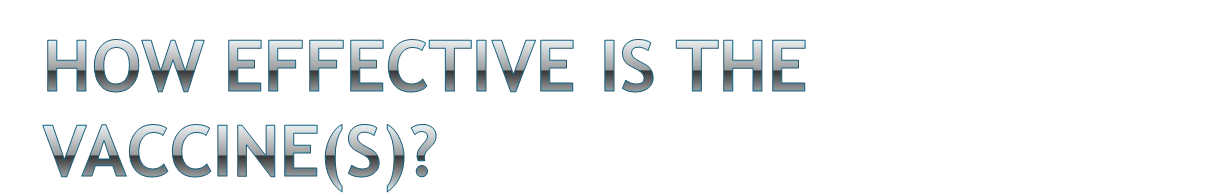 HOW EFFECTIVE IS THE
VACCINE(S)?